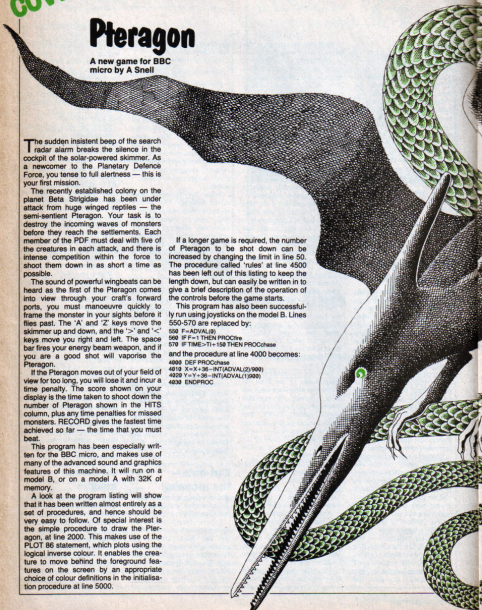 Pteragon
A new game for BBC
micro by A Snell
The sudden insistent beep of the search
radar alarm breaks the silence in the
cockpit of the solar-powered skimmer. As
a newcomer to the Planetary Defence
Force, you tense to full alertness — this is
your first mission.
The recently established colony on the
planet Beta Strigidae has been under
attack from huge winged reptiles — the
semi-sentient Pteragon. Your task is to
destroy the incoming waves of monsters
before they reach the settlements. Each
member of the PDF must deal with five of
the creatures in each attack, and there is
intense competition within the force to
shoot them down in as short a time as
possible.
The sound of powerful wingbeats can be
heard as the first of the Pteragon comes
into view through your craft's forward
ports, you must manoeuvre quickly to
frame the monster in your sights before it
flies past. The 'A' and 'Z' keys move the
skimmer up and down, and the '>' and '<'
keys move you right and left. The space
bar fires your energy beam weapon, and if
you are a good shot will vaporise the
Pteragon.
If the Pteragon moves out of your field of
view for too long, you will lose it and incur a
time penalty. The score shown on your
display is the time taken to shoot down the
number of Pteragon shown in the HITS
column, plus any time penalties for missed
monsters. RECORD gives the fastest time
achieved so far — the time that you must
beat.
This program has been especially writ-
ten for the BBC micro, and makes use of
many of the advanced sound and graphics
features of this machine. It will run on a
model B, or on a model A with 32K of
memory.
A look at the program listing will show
that it has been written almost entirely as a
set of procedures, and hence should be
very easy to follow. Of special interest is
the simple procedure to draw the Pter-
agon, at line 2000. This makes use of the
PLOT 86 statement, which plots using the
logical inverse colour. It enables the crea-
ture to move behind the foreground fea-
tures on the screen by an appropriate
choice of colour definitions in the initialisa-
tion procedure at line 5000.
If a longer game is required, the number
of Pteragon to be shot down can be
increased by changing the limit in line 50.
The procedure called 'rules' at line 4500
has been left out of this listing to keep the
length down, but can easily be written in to
give a brief description of the operation of
the controls before the game starts.
This program has also been successful-
ly run using joysticks on the model B. Lines
550-570 are replaced by:
550 F=ADVAL(0)
560 IF F=1 THEN PROCfire
570 IF TIME>TI+150 THEN PROCchase
and the procedure at line 4000 becomes:
4000 DEF PROCchase
4010 X=X+36-INT(ADVAL(2)/900)
4020 Y=Y+36-INT(ADVAL(1)/900)
4030 ENDPROC